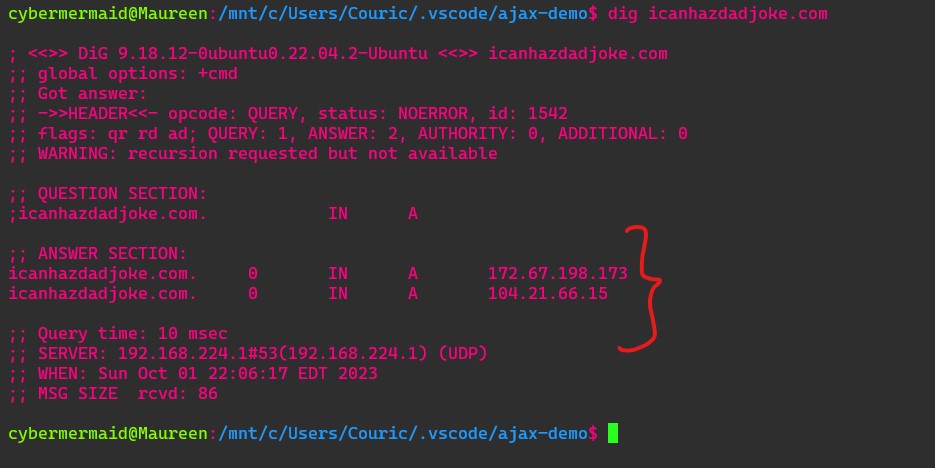 cybermermaid@Maureen:/mnt/c/Users/Couric/.vscode/ajax-demo$ dig icanhazdadjoke.com
; <<>> DiG 9.18.12-0ubuntu0.22.04.2-Ubuntu <<>> icanhazdadjoke.com
;; global options: +cmd
;; Got answer:
;; ->>HEADER<<- opcode: QUERY, status: NOERROR, id: 1542
;; flags: qr rd ad; QUERY: 1, ANSWER: 2, AUTHORITY: 0, ADDITIONAL: 0
;; WARNING: recursion requested but not available
;; QUESTION SECTION:
;icanhazdadjoke.com. IN A
;; ANSWER SECTION:
icanhazdadjoke.com. 0 IN A 172.67.198.173
icanhazdadjoke.com. 0 IN A 104.21.66.15
;; Query time: 10 msec
;; SERVER: 192.168.224.1#53(192.168.224.1) (UDP)
;; WHEN: Sun Oct 01 22:06:17 EDT 2023
;; MSG SIZE rcvd: 86
cybermermaid@Maureen:/mnt/c/Users/Couric/.vscode/ajax-demo$